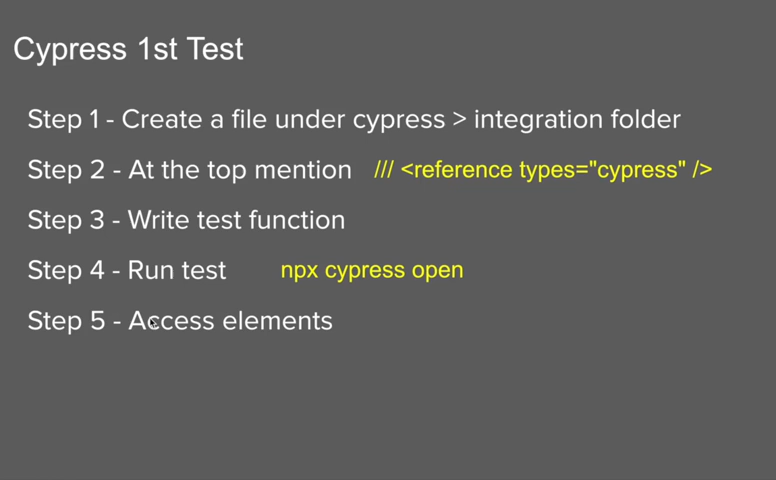 Cypress 1st Test
Step 1 - Create a file under cypress > integration folder
Step 2 - At the top mention /// <reference types="cypress" />
Step 3 - Write test function
Step 4 - Run test npx cypress open
Step 5 - Access elements